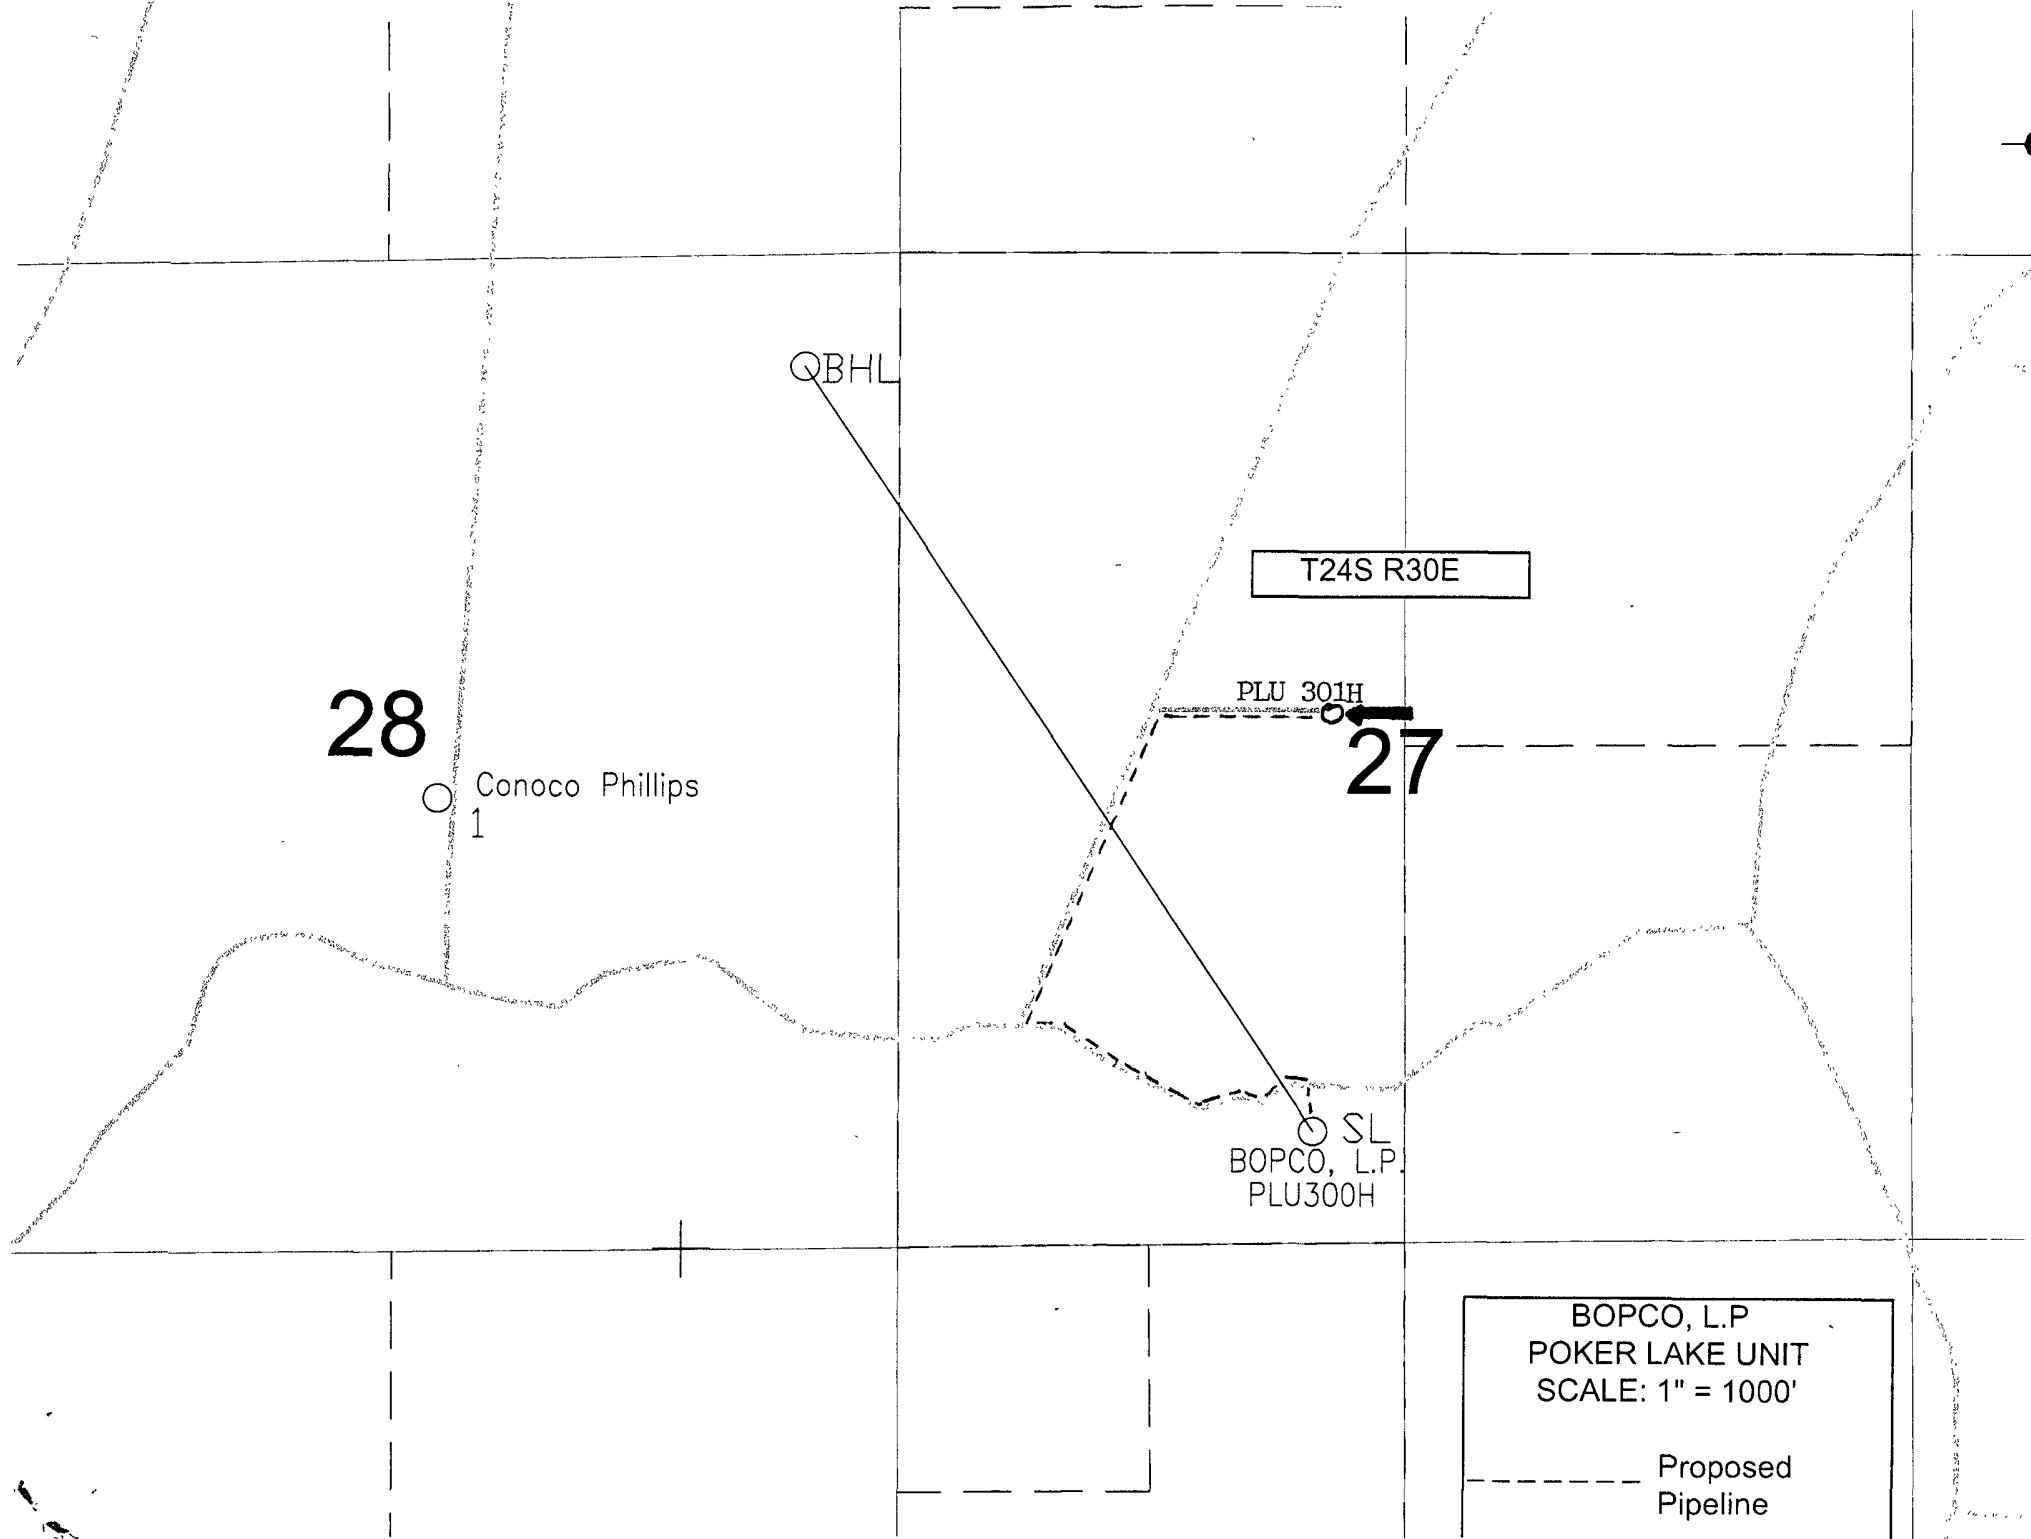 BHL
T24S R30E
PLU 301H
28
27
Conoco Phillips
1
SL
BOPCO, L.P.
PLU300H
BOPCO, L.P
POKER LAKE UNIT
SCALE: 1" = 1000'
Proposed
Pipeline